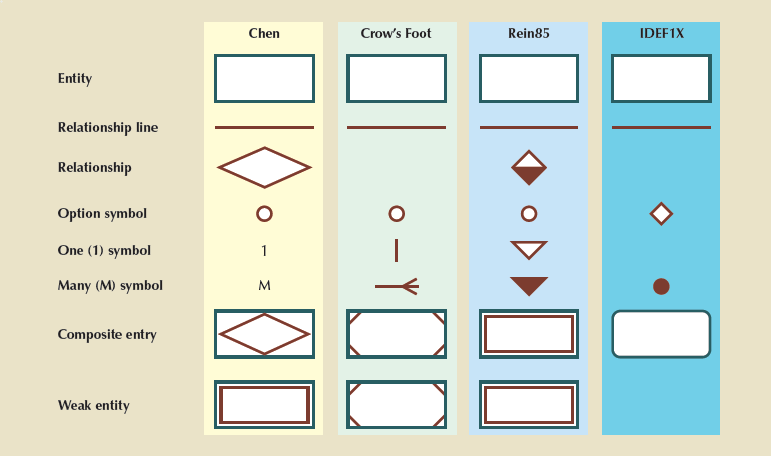 Chen Crow's Foot Rein85 IDEF1X
Entity
Relationship line
Relationship
Option symbol
One (1) symbol 1
Many (M) symbol M
Composite entry
Weak entity